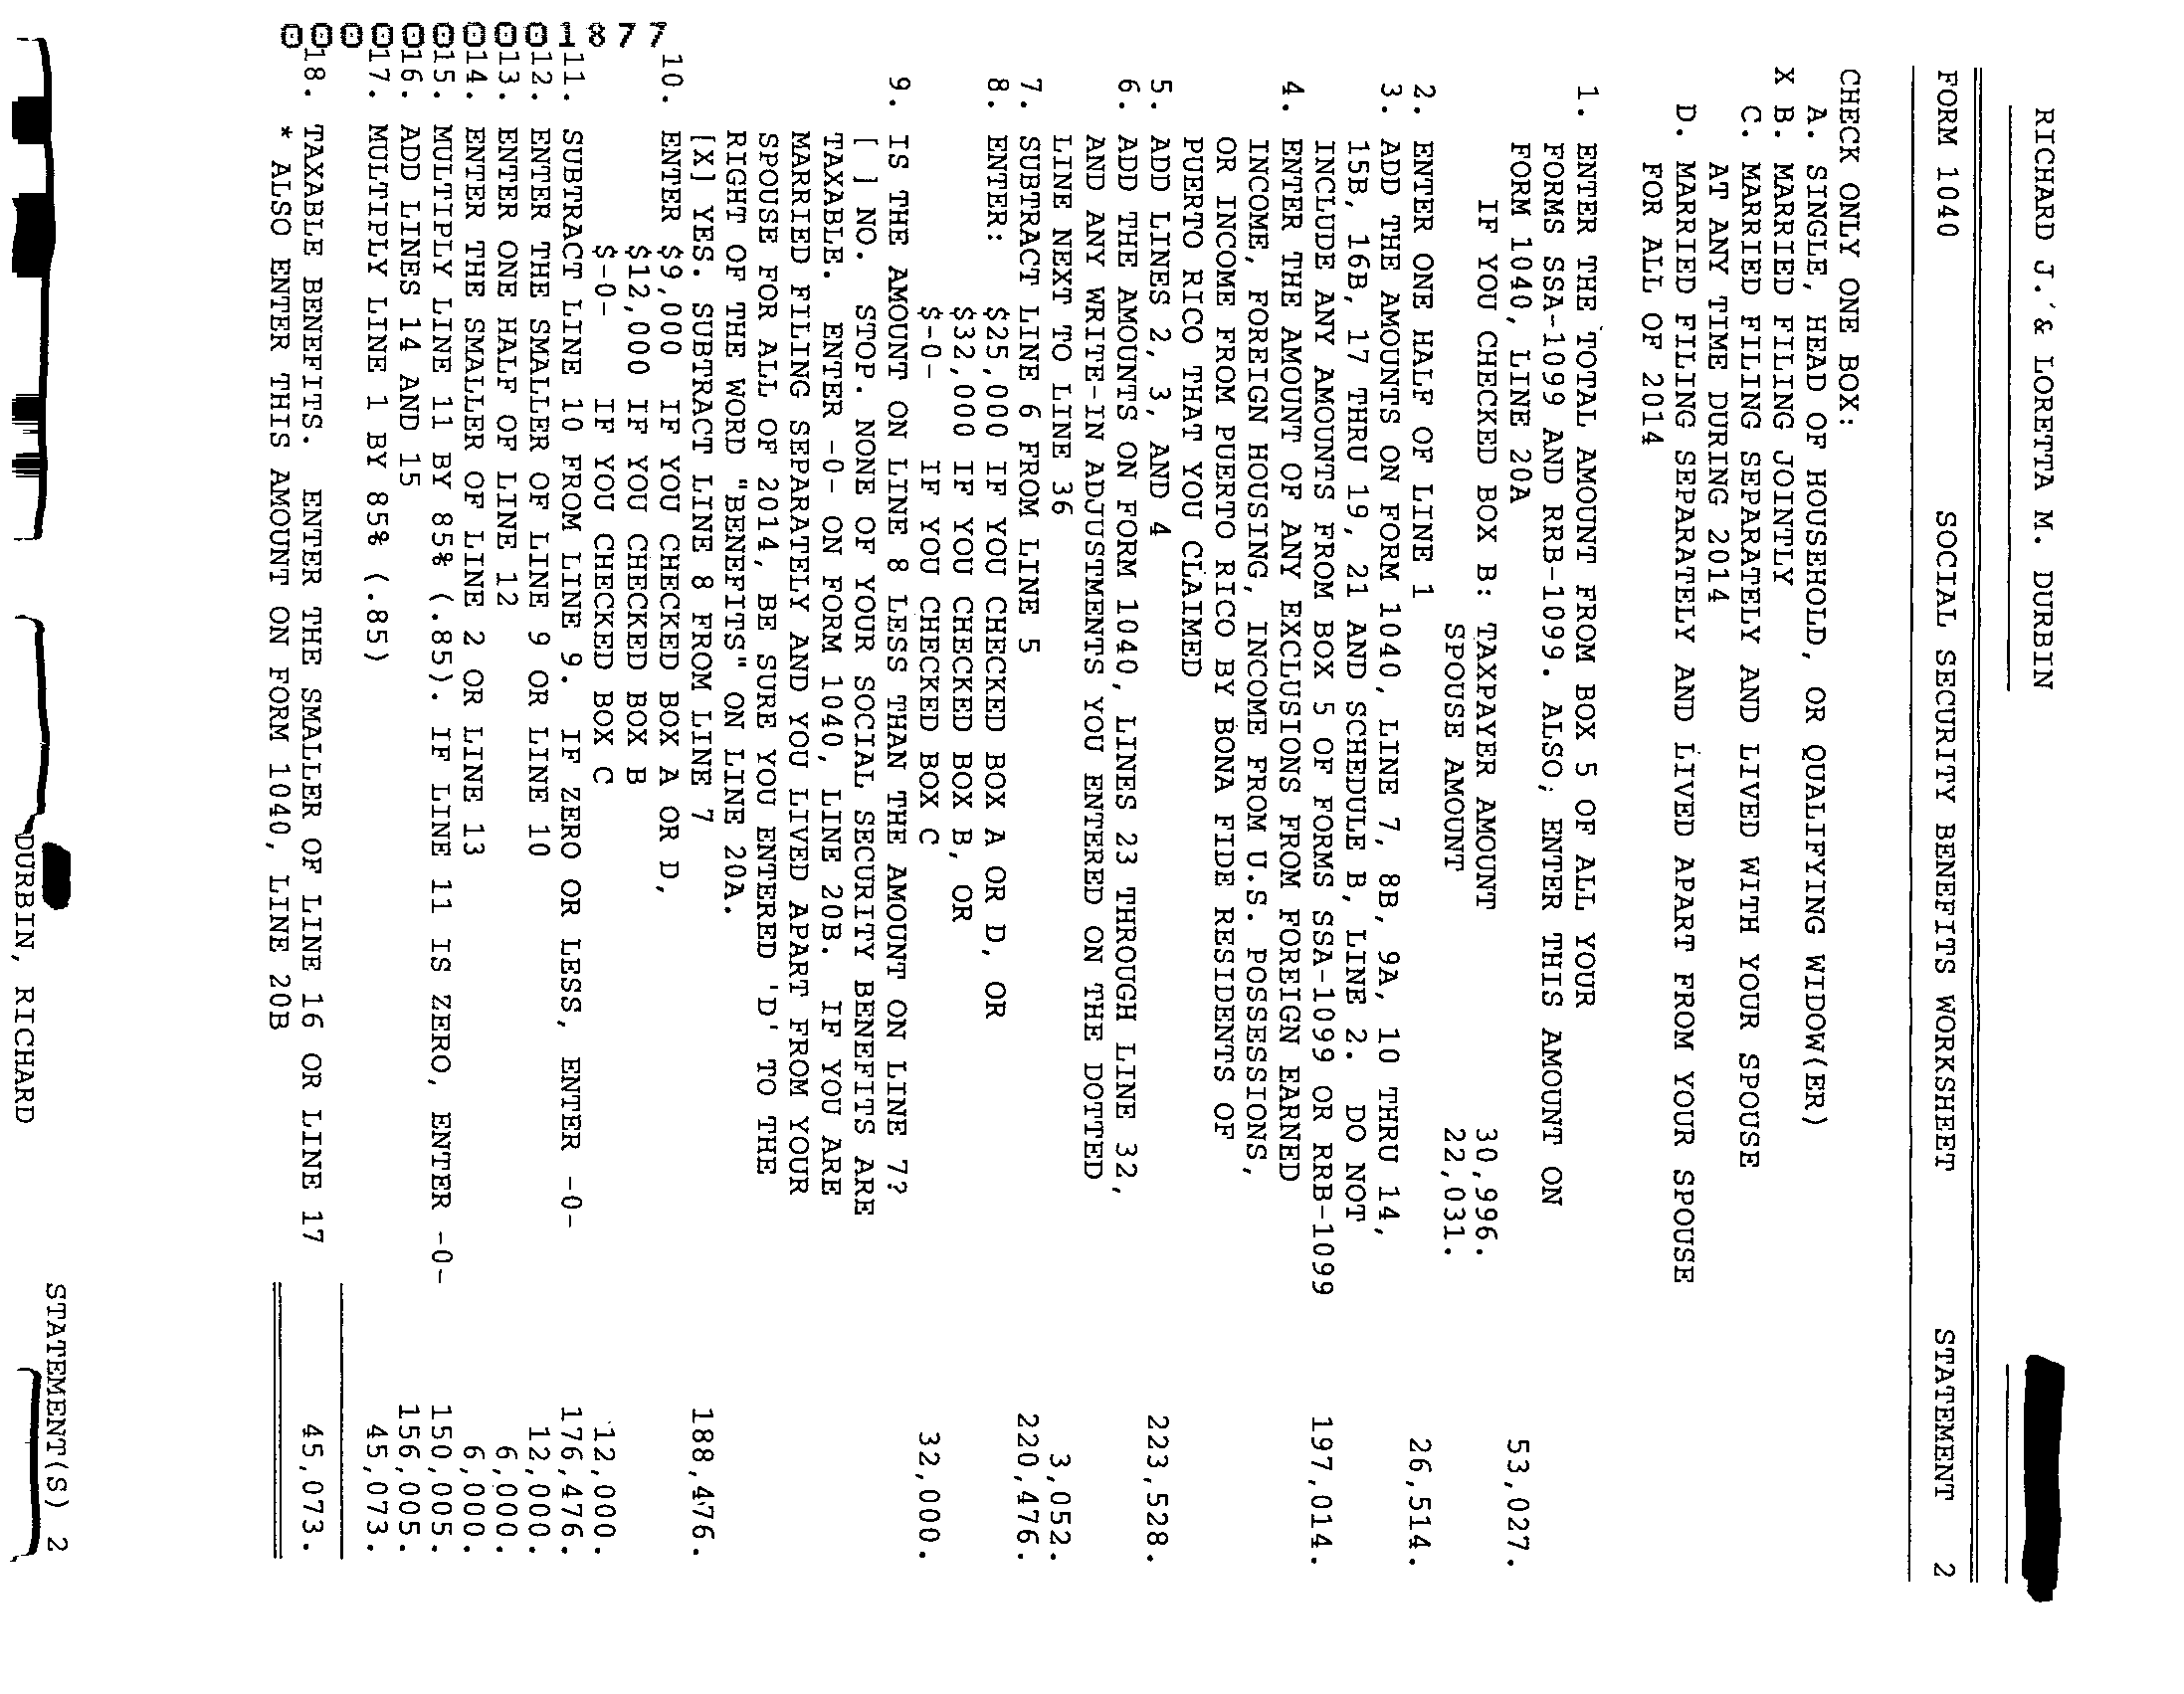 RICHARD J. & LORETTA M. DURBIN
FORM 1040 SOCIAL SECURITY BENEFITS WORKSHEET STATEMENT 2
CHECK ONLY ONE BOX:
A. SINGLE, HEAD OF HOUSEHOLD, OR QUALIFYING WIDOW(ER)
X B. MARRIED FILING JOINTLY
C. MARRIED FILING SEPARATELY AND LIVED WITH YOUR SPOUSE
AT ANY TIME DURING 2014
D. MARRIED FILING SEPARATELY AND LIVED APART FROM YOUR SPOUSE
FOR ALL OF 2014
1. ENTER THE TOTAL AMOUNT FROM BOX 5 OF ALL YOUR
FORMS SSA-1099 AND RRB-1099. ALSO, ENTER THIS AMOUNT ON
FORM 1040, LINE 20A 53,027.
IF YOU CHECKED BOX B: TAXPAYER AMOUNT 30,996.
SPOUSE AMOUNT 22,031.
2. ENTER ONE HALF OF LINE 1 26,514.
3. ADD THE AMOUNTS ON FORM 1040, LINE 7, 8B, 9A, 10 THRU 14,
15B, 16B, 17 THRU 19, 21 AND SCHEDULE B, LINE 2. DO NOT
INCLUDE ANY AMOUNTS FROM BOX 5 OF FORMS SSA-1099 OR RRB-1099 197,014.
4. ENTER THE AMOUNT OF ANY EXCLUSIONS FROM FOREIGN EARNED
INCOME, FOREIGN HOUSING, INCOME FROM U.S. POSSESSIONS,
OR INCOME FROM PUERTO RICO BY BONA FIDE RESIDENTS OF
PUERTO RICO THAT YOU CLAIMED
5. ADD LINES 2, 3, AND 4 223,528.
6. ADD THE AMOUNTS ON FORM 1040, LINES 23 THROUGH LINE 32,
AND ANY WRITE-IN ADJUSTMENTS YOU ENTERED ON THE DOTTED
LINE NEXT TO LINE 36 3,052.
7. SUBTRACT LINE 6 FROM LINE 5 220,476.
8. ENTER: $25,000 IF YOU CHECKED BOX A OR D, OR
$32,000 IF YOU CHECKED BOX B, OR
$-0- IF YOU CHECKED BOX C 32,000.
9. IS THE AMOUNT ON LINE 8 LESS THAN THE AMOUNT ON LINE 7?
[ ] NO. STOP. NONE OF YOUR SOCIAL SECURITY BENEFITS ARE
TAXABLE. ENTER -0- ON FORM 1040, LINE 20B. IF YOU ARE
MARRIED FILING SEPARATELY AND YOU LIVED APART FROM YOUR
SPOUSE FOR ALL OF 2014, BE SURE YOU ENTERED 'D' TO THE
RIGHT OF THE WORD "BENEFITS" ON LINE 20A.
[X] YES. SUBTRACT LINE 8 FROM LINE 7 188,476.
10. ENTER $9,000 IF YOU CHECKED BOX A OR D,
$12,000 IF YOU CHECKED BOX B
$-0- IF YOU CHECKED BOX C 12,000.
11. SUBTRACT LINE 10 FROM LINE 9. IF ZERO OR LESS, ENTER -0- 176,476.
12. ENTER THE SMALLER OF LINE 9 OR LINE 10 12,000.
13. ENTER ONE HALF OF LINE 12 6,000.
14. ENTER THE SMALLER OF LINE 2 OR LINE 13 6,000.
15. MULTIPLY LINE 11 BY 85% (.85). IF LINE 11 IS ZERO, ENTER -0- 150,005.
16. ADD LINES 14 AND 15 156,005.
17. MULTIPLY LINE 1 BY 85% (.85) 45,073.
18. TAXABLE BENEFITS. ENTER THE SMALLER OF LINE 16 OR LINE 17 45,073.
* ALSO ENTER THIS AMOUNT ON FORM 1040, LINE 20B
STATEMENT(S) 2
DURBIN, RICHARD
0000000001877